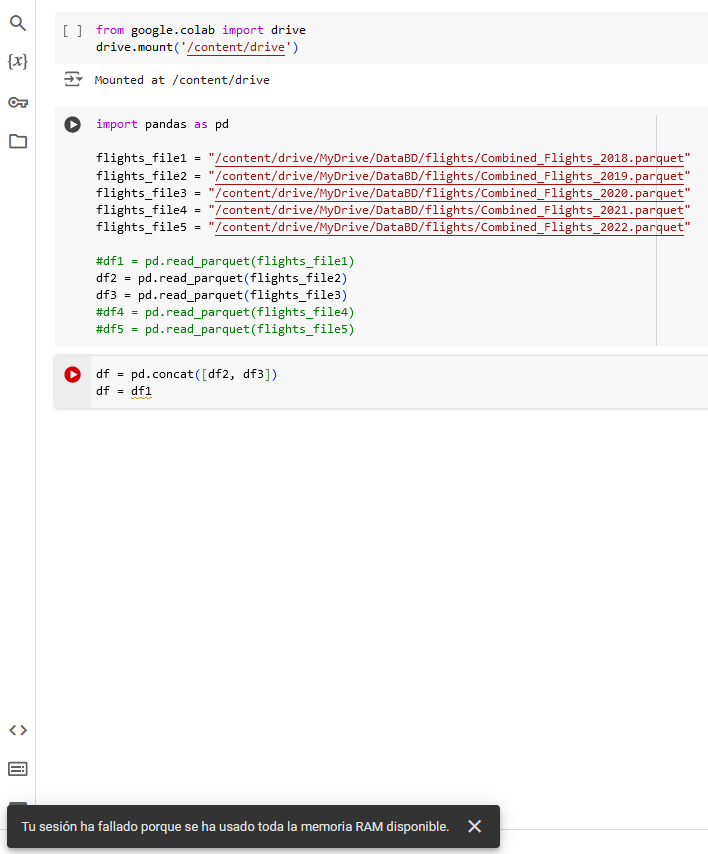 [ ] from google.colab import drive
drive.mount('/content/drive')
{x}
Mounted at /content/drive
import pandas as pd
flights_file1 = "/content/drive/MyDrive/DataBD/flights/Combined_Flights_2018.parquet"
flights_file2 = "/content/drive/MyDrive/DataBD/flights/Combined_Flights_2019.parquet"
flights_file3 = "/content/drive/MyDrive/DataBD/flights/Combined_Flights_2020.parquet"
flights_file4 = "/content/drive/MyDrive/DataBD/flights/Combined_Flights_2021.parquet"
flights_file5 = "/content/drive/MyDrive/DataBD/flights/Combined_Flights_2022.parquet"
#df1 = pd.read_parquet(flights_file1)
df2 = pd.read_parquet(flights_file2)
df3 = pd.read_parquet(flights_file3)
#df4 = pd.read_parquet(flights_file4)
#df5 = pd.read_parquet(flights_file5)
df = pd.concat([df2, df3])
df = df1
Tu sesión ha fallado porque se ha usado toda la memoria RAM disponible.